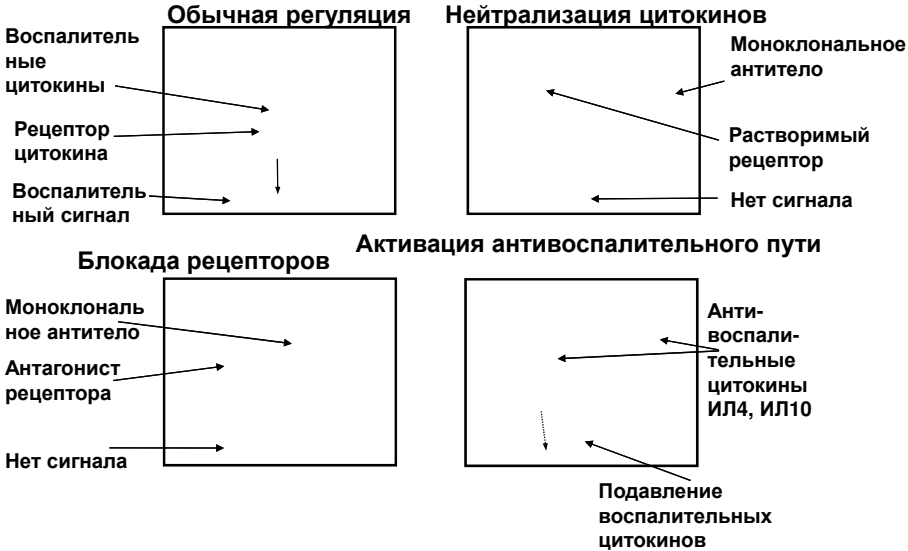 Обычная регуляция
Воспалитель
ные
цитокины
Рецептор
цитокина
Воспалитель
ный сигнал
Нейтрализация цитокинов
Моноклональное
антитело
Растворимый
рецептор
Нет сигнала
Блокада рецепторов
Моноклональ
ное антитело
Антагонист
рецептора
Нет сигнала
Активация антивоспалительного пути
Анти-
воспали-
тельные
цитокины
ИЛ4, ИЛ10
Подавление
воспалительных
цитокинов